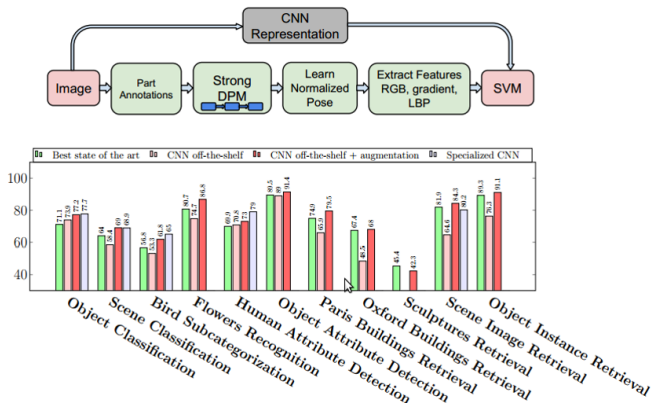 CNN
Representation
Image
Part
Annotations
Strong
DPM
Learn
Normalized
Pose
Extract Features
RGB, gradient,
LBP
SVM
Best state of the art
CNN off-the-shelf
CNN off-the-shelf + augmentation
Specialized CNN
100
80
60
40
71.1 73.9 77.2 77.7
64 58.4 69 68.9
56.8 53.3 61.8 65
80.7 74.7 86.8
69.9 70.8 73 79
89.5 89 91.4
74.9 65.9 79.5
67.4 48.5 68
45.4 42.3
81.9 64.6 84.3 80.2
89.3 76.3 91.1
Object Classification
Scene Classification
Bird Subcategorization
Flowers Recognition
Human Attribute Detection
Object Attribute Detection
Paris Buildings Retrieval
Oxford Buildings Retrieval
Sculptures Retrieval
Scene Image Retrieval
Object Instance Retrieval